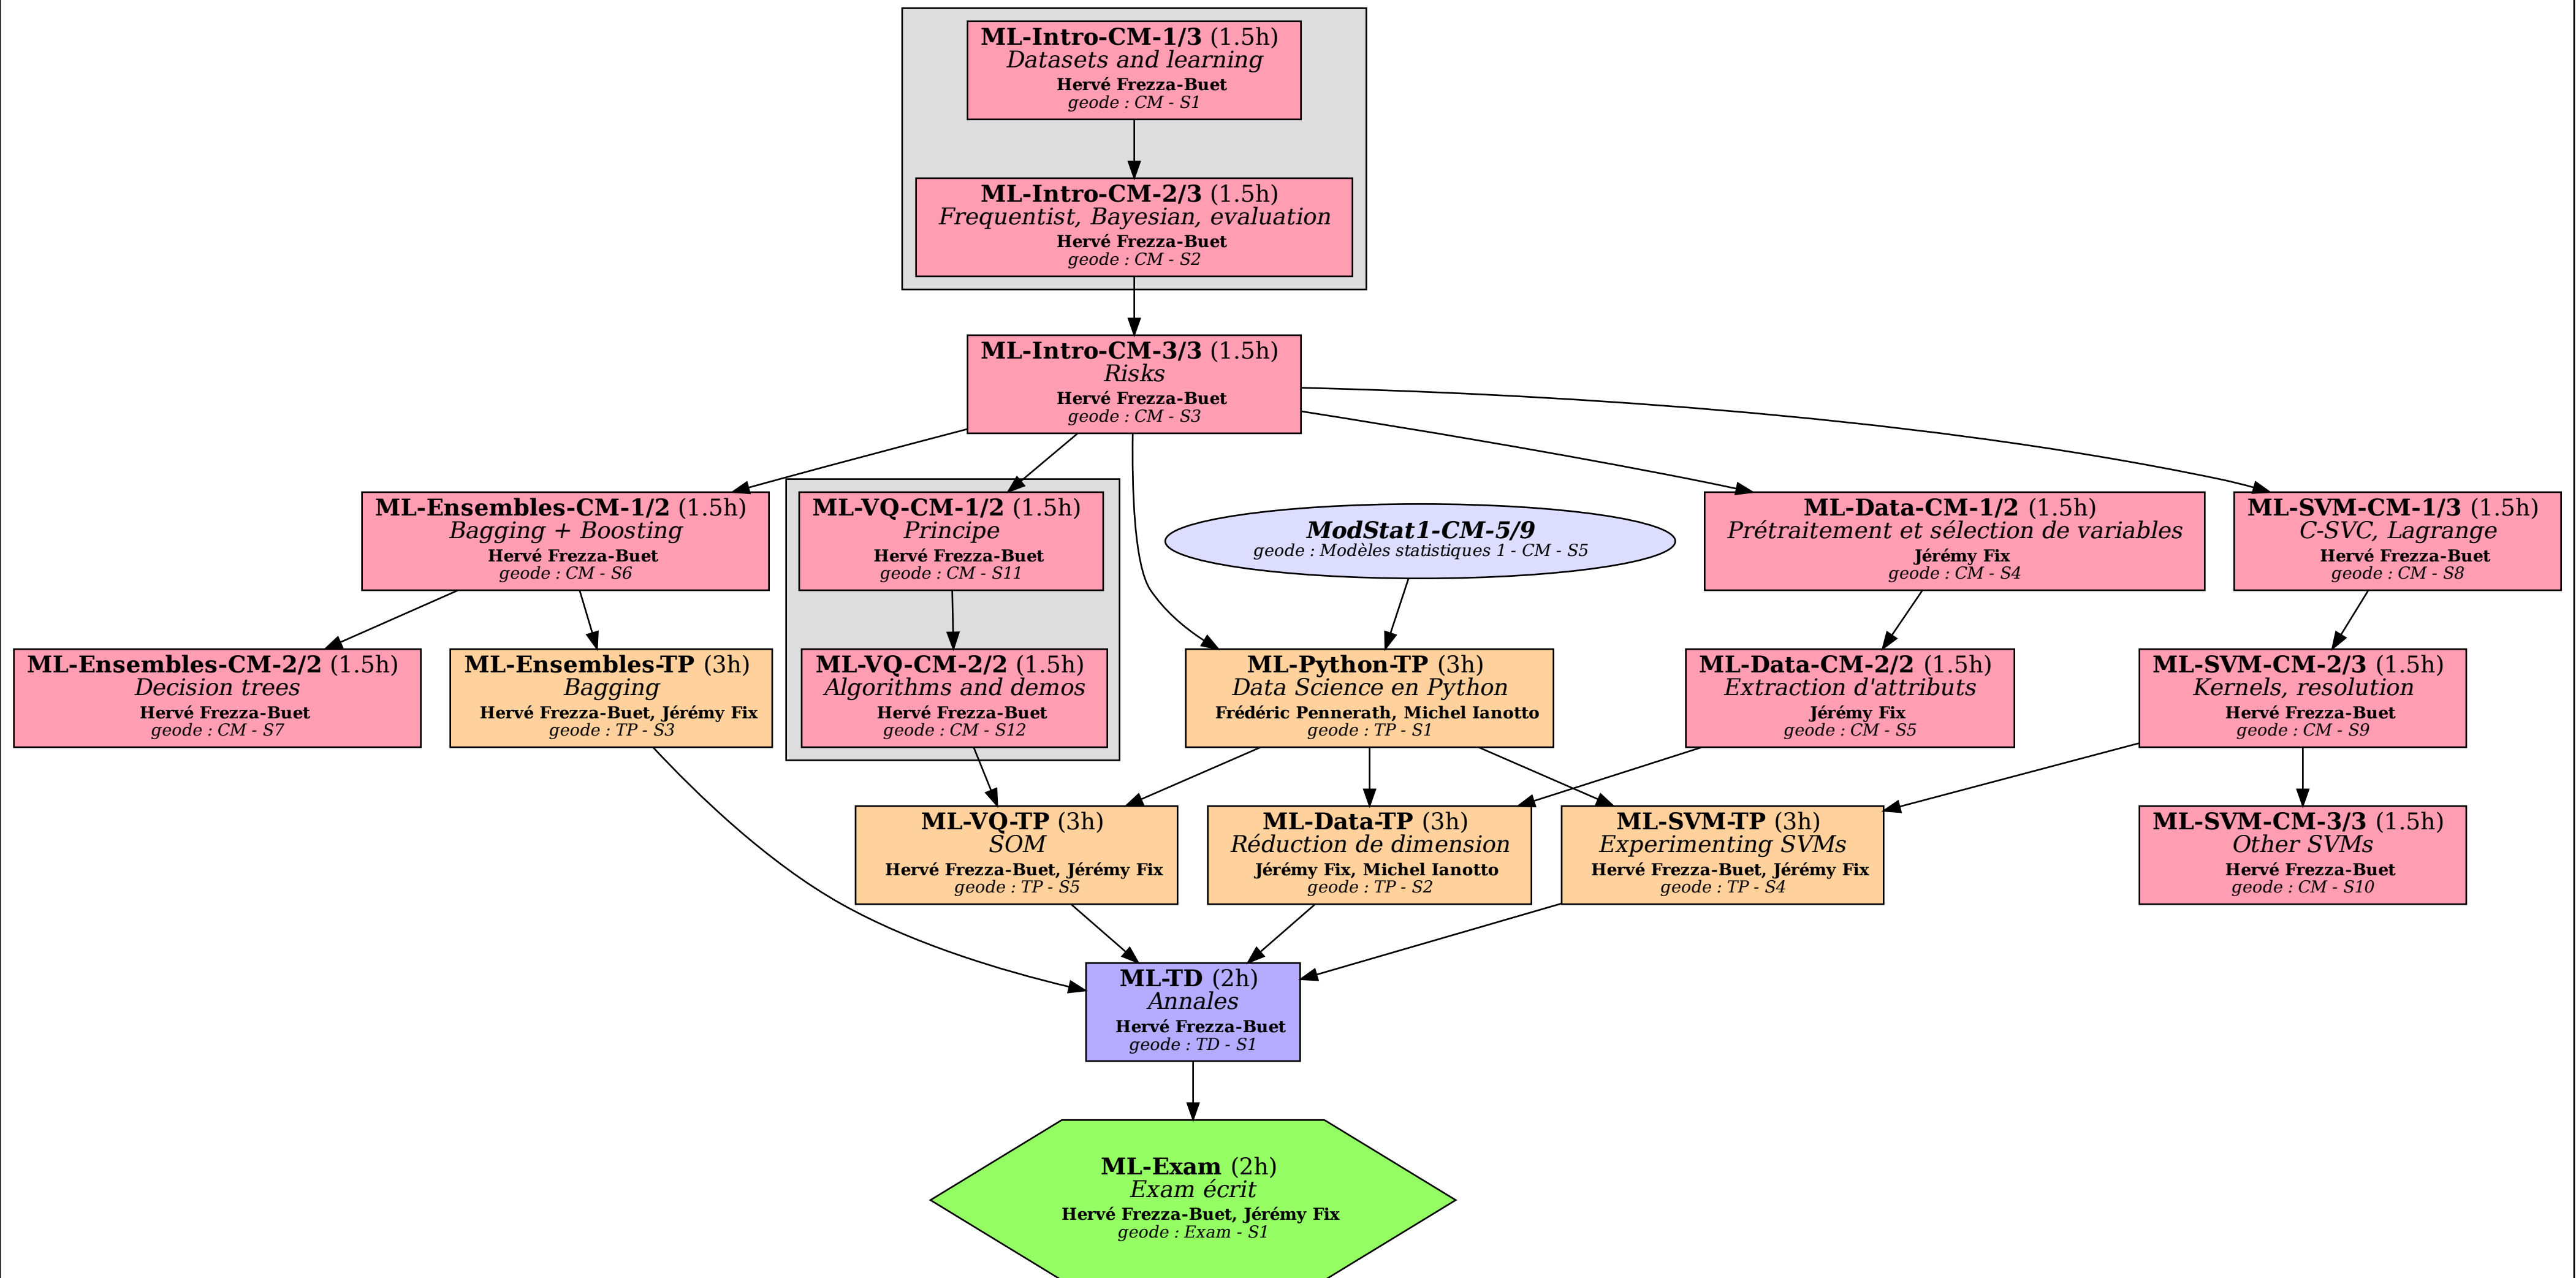 ML-Intro-CM-1/3 (1.5h)
Datasets and learning
Hervé Frezza-Buet
geode : CM - S1
ML-Intro-CM-2/3 (1.5h)
Frequentist, Bayesian, evaluation
Hervé Frezza-Buet
geode : CM - S2
ML-Intro-CM-3/3 (1.5h)
Risks
Hervé Frezza-Buet
geode : CM - S3
ML-Ensembles-CM-1/2 (1.5h)
Bagging + Boosting
Hervé Frezza-Buet
geode : CM - S6
ML-VQ-CM-1/2 (1.5h)
Principe
Hervé Frezza-Buet
geode : CM - S11
ModStat1-CM-5/9
geode : Modèles statistiques 1 - CM - S5
ML-Data-CM-1/2 (1.5h)
Prétraitement et sélection de variables
Jérémy Fix
geode : CM - S4
ML-SVM-CM-1/3 (1.5h)
C-SVC, Lagrange
Hervé Frezza-Buet
geode : CM - S8
ML-Ensembles-CM-2/2 (1.5h)
Decision trees
Hervé Frezza-Buet
geode : CM - S7
ML-Ensembles-TP (3h)
Bagging
Hervé Frezza-Buet, Jérémy Fix
geode : TP - S3
ML-VQ-CM-2/2 (1.5h)
Algorithms and demos
Hervé Frezza-Buet
geode : CM - S12
ML-Python-TP (3h)
Data Science en Python
Frédéric Pennerath, Michel Ianotto
geode : TP - S1
ML-Data-CM-2/2 (1.5h)
Extraction d'attributs
Jérémy Fix
geode : CM - S5
ML-SVM-CM-2/3 (1.5h)
Kernels, resolution
Hervé Frezza-Buet
geode : CM - S9
ML-VQ-TP (3h)
SOM
Hervé Frezza-Buet, Jérémy Fix
geode : TP - S5
ML-Data-TP (3h)
Réduction de dimension
Jérémy Fix, Michel Ianotto
geode : TP - S2
ML-SVM-TP (3h)
Experimenting SVMs
Hervé Frezza-Buet, Jérémy Fix
geode : TP - S4
ML-SVM-CM-3/3 (1.5h)
Other SVMs
Hervé Frezza-Buet
geode : CM - S10
ML-TD (2h)
Annales
Hervé Frezza-Buet
geode : TD - S1
ML-Exam (2h)
Exam écrit
Hervé Frezza-Buet, Jérémy Fix
geode : Exam - S1